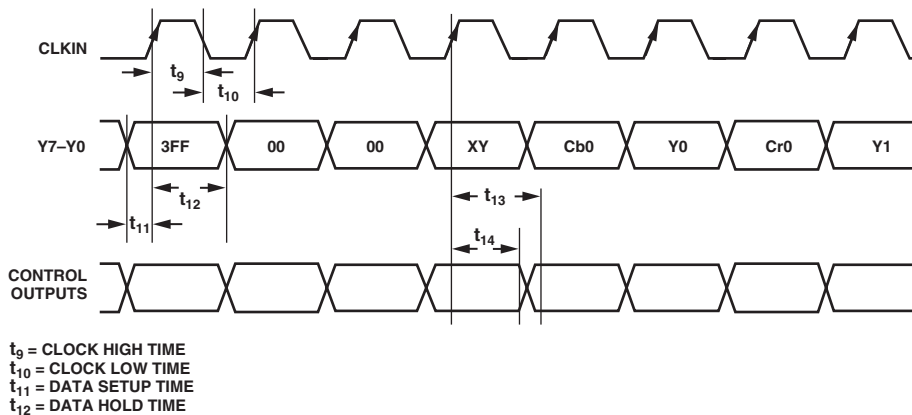 CLKIN
t9
t10
Y7–Y0
3FF
00
00
XY
Cb0
Y0
Cr0
Y1
t12
t13
t11
t14
CONTROL
OUTPUTS
t9 = CLOCK HIGH TIME
t10 = CLOCK LOW TIME
t11 = DATA SETUP TIME
t12 = DATA HOLD TIME